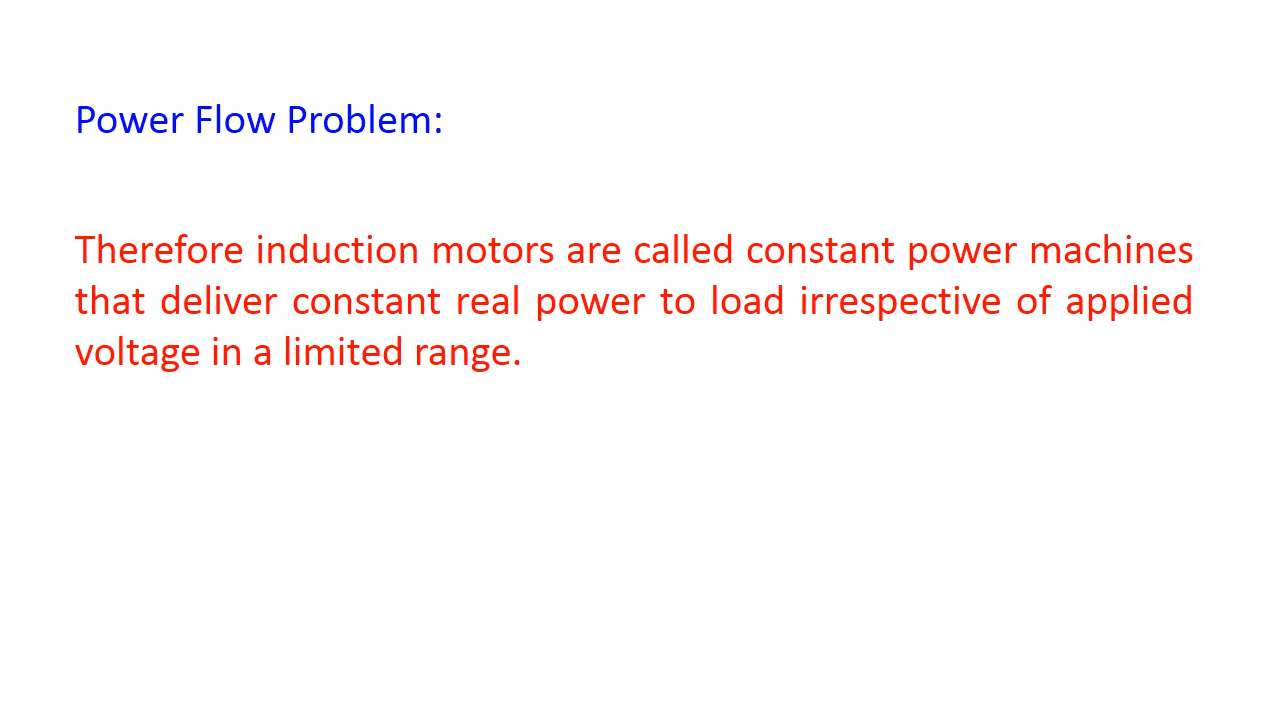 Power Flow Problem:
Therefore induction motors are called constant power machines
that deliver constant real power to load irrespective of applied
voltage in a limited range.